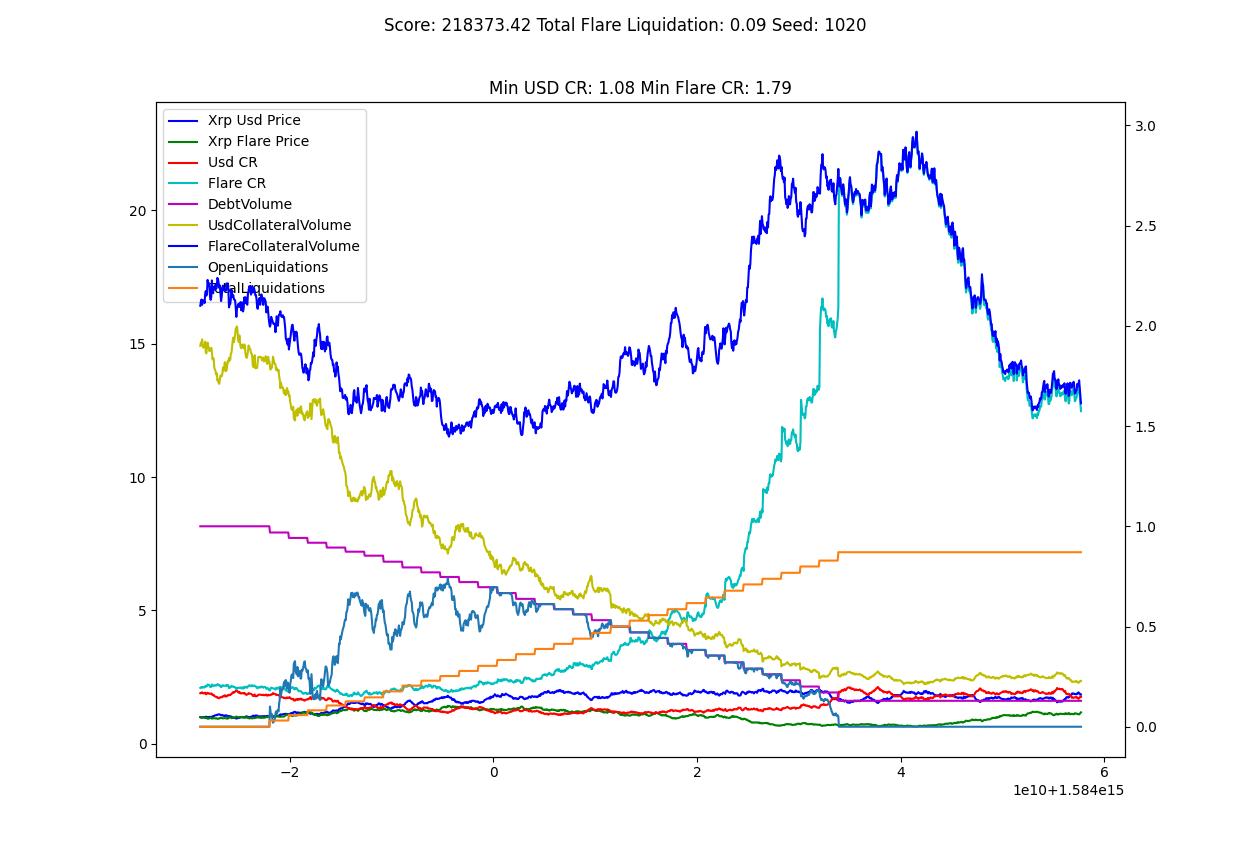 Score: 218373.42 Total Flare Liquidation: 0.09 Seed: 1020
Min USD CR: 1.08 Min Flare CR: 1.79
Xrp Usd Price
Xrp Flare Price
Usd CR
Flare CR
DebtVolume
UsdCollateralVolume
FlareCollateralVolume
OpenLiquidations
TotalLiquidations
20
15
10
5
0
3.0
2.5
2.0
1.5
1.0
0.5
0.0
−2
0
2
4
6
1e10+1.584e15